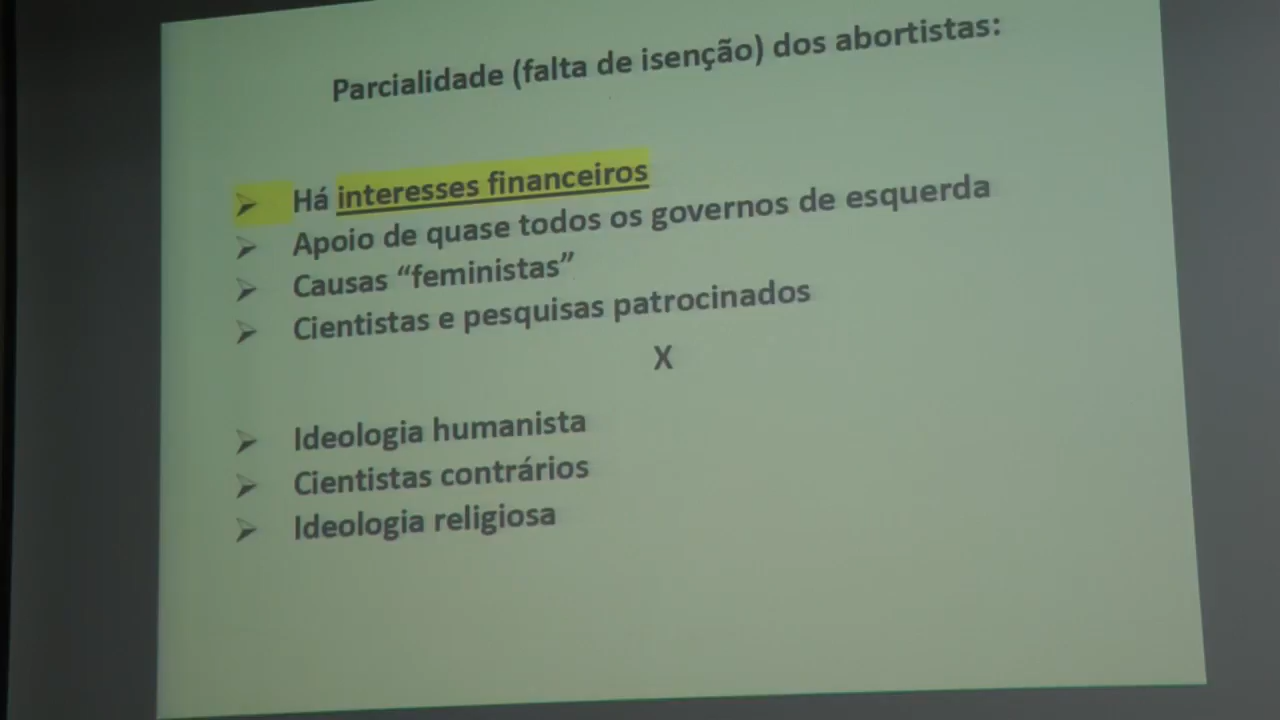 Parcialidade (falta de isenção) dos abortistas:
Há interesses financeiros
Apoio de quase todos os governos de esquerda
Causas “feministas”
Cientistas e pesquisas patrocinados
X
Ideologia humanista
Cientistas contrários
Ideologia religiosa